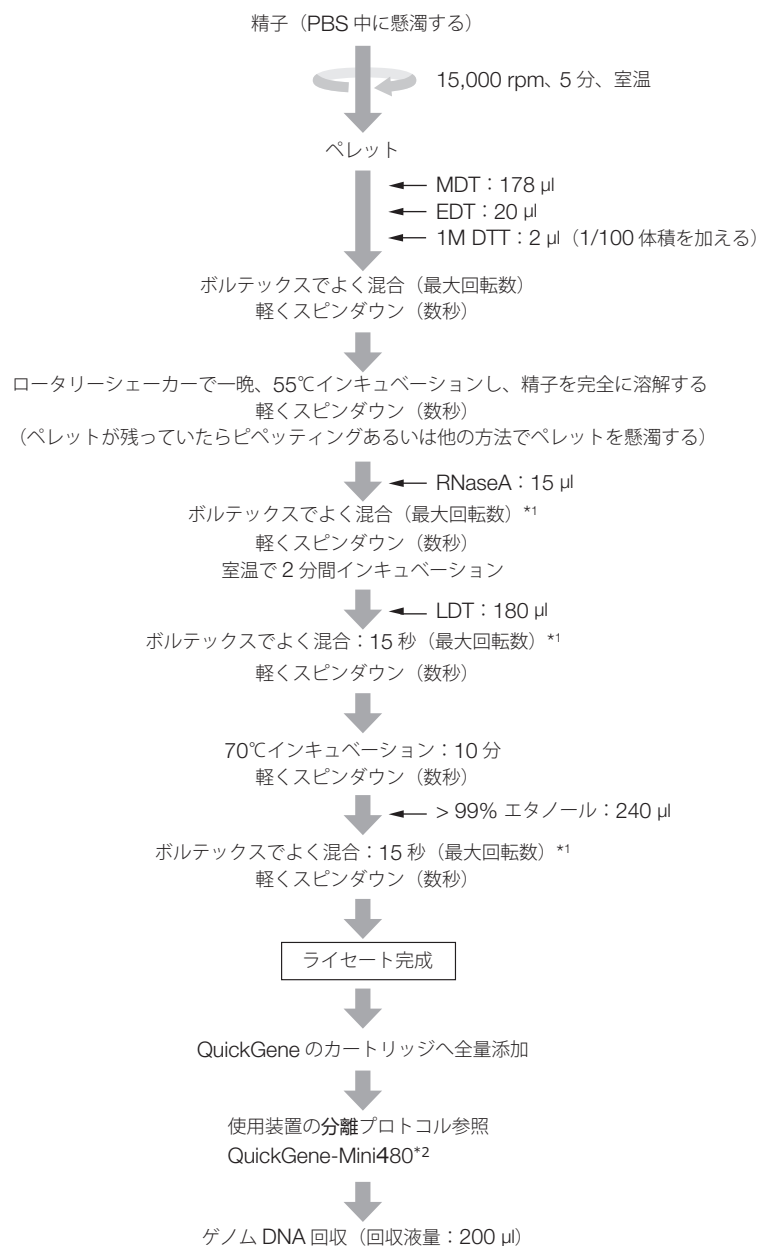 精子（PBS 中に懸濁する）
15,000 rpm、5 分、室温
ペレット
MDT：178 µl
EDT：20 µl
1M DTT：2 µl（1/100 体積を加える）
ボルテックスでよく混合（最大回転数）
軽くスピンダウン（数秒）
ロータリーシェーカーで一晩、55℃インキュベーションし、精子を完全に溶解する
軽くスピンダウン（数秒）
（ペレットが残っていたらピペッティングあるいは他の方法でペレットを懸濁する）
RNaseA：15 µl
ボルテックスでよく混合（最大回転数）*1
軽くスピンダウン（数秒）
室温で 2 分間インキュベーション
LDT：180 µl
ボルテックスでよく混合：15 秒（最大回転数）*1
軽くスピンダウン（数秒）
70℃インキュベーション：10 分
軽くスピンダウン（数秒）
> 99% エタノール：240 µl
ボルテックスでよく混合：15 秒（最大回転数）*1
軽くスピンダウン（数秒）
ライセート完成
QuickGene のカートリッジへ全量添加
使用装置の分離プロトコル参照
QuickGene-Mini480*2
ゲノム DNA 回収（回収液量：200 µl）